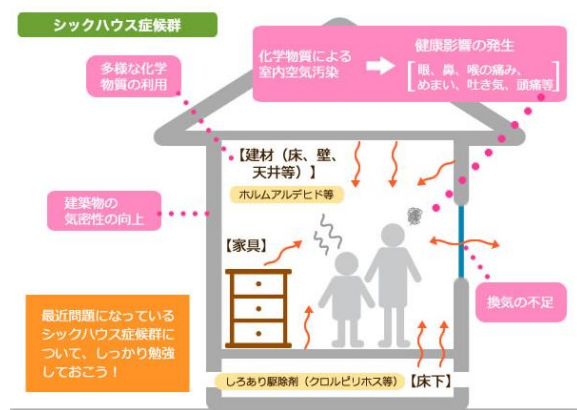 シックハウス症候群
多様な化学
物質の利用
化学物質による
室内空気汚染
健康影響の発生
眼、鼻、喉の痛み、
めまい、吐き気、頭痛等
【建材（床、壁、
天井等）】
ホルムアルデヒド等
建築物の
気密性の向上
【家具】
換気の不足
最近問題になっている
シックハウス症候群に
ついて、しっかり勉強
しておこう！
しろあり駆除剤（クロルピリホス等）
【床下】